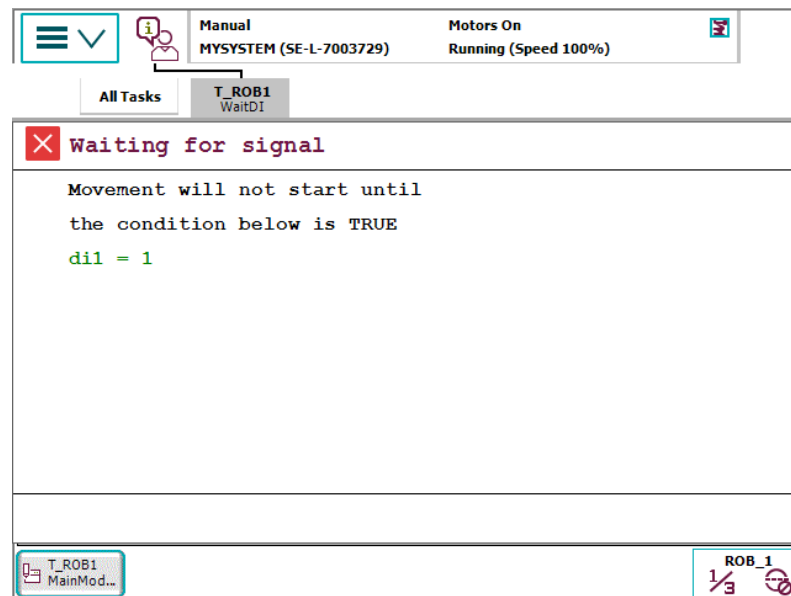 Manual
MYSYSTEM (SE-L-7003729)
Motors On
Running (Speed 100%)
All Tasks
T_ROB1
WaitDI
Waiting for signal
Movement will not start until
the condition below is TRUE
di1 = 1
T_ROB1
MainMod...
ROB_1
1/3